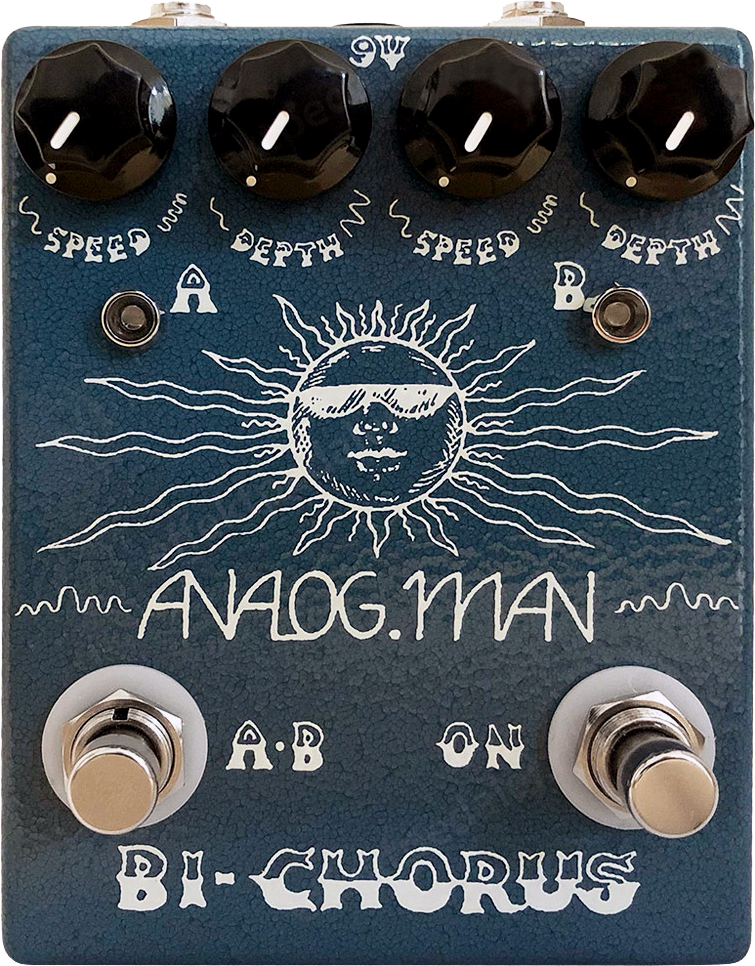 9V
SPEED DEPTH SPEED DEPTH
A B
ANALOG.MAN
A·B ON
BI-CHORUS